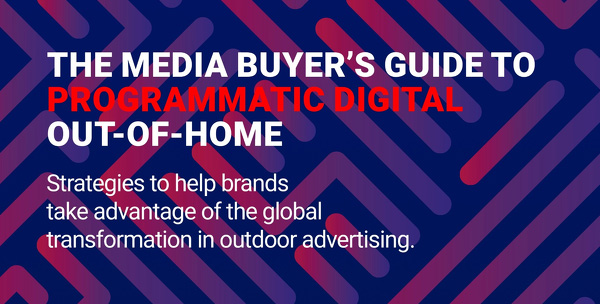 THE MEDIA BUYER’S GUIDE TO
PROGRAMMATIC DIGITAL
OUT-OF-HOME
Strategies to help brands
take advantage of the global
transformation in outdoor advertising.